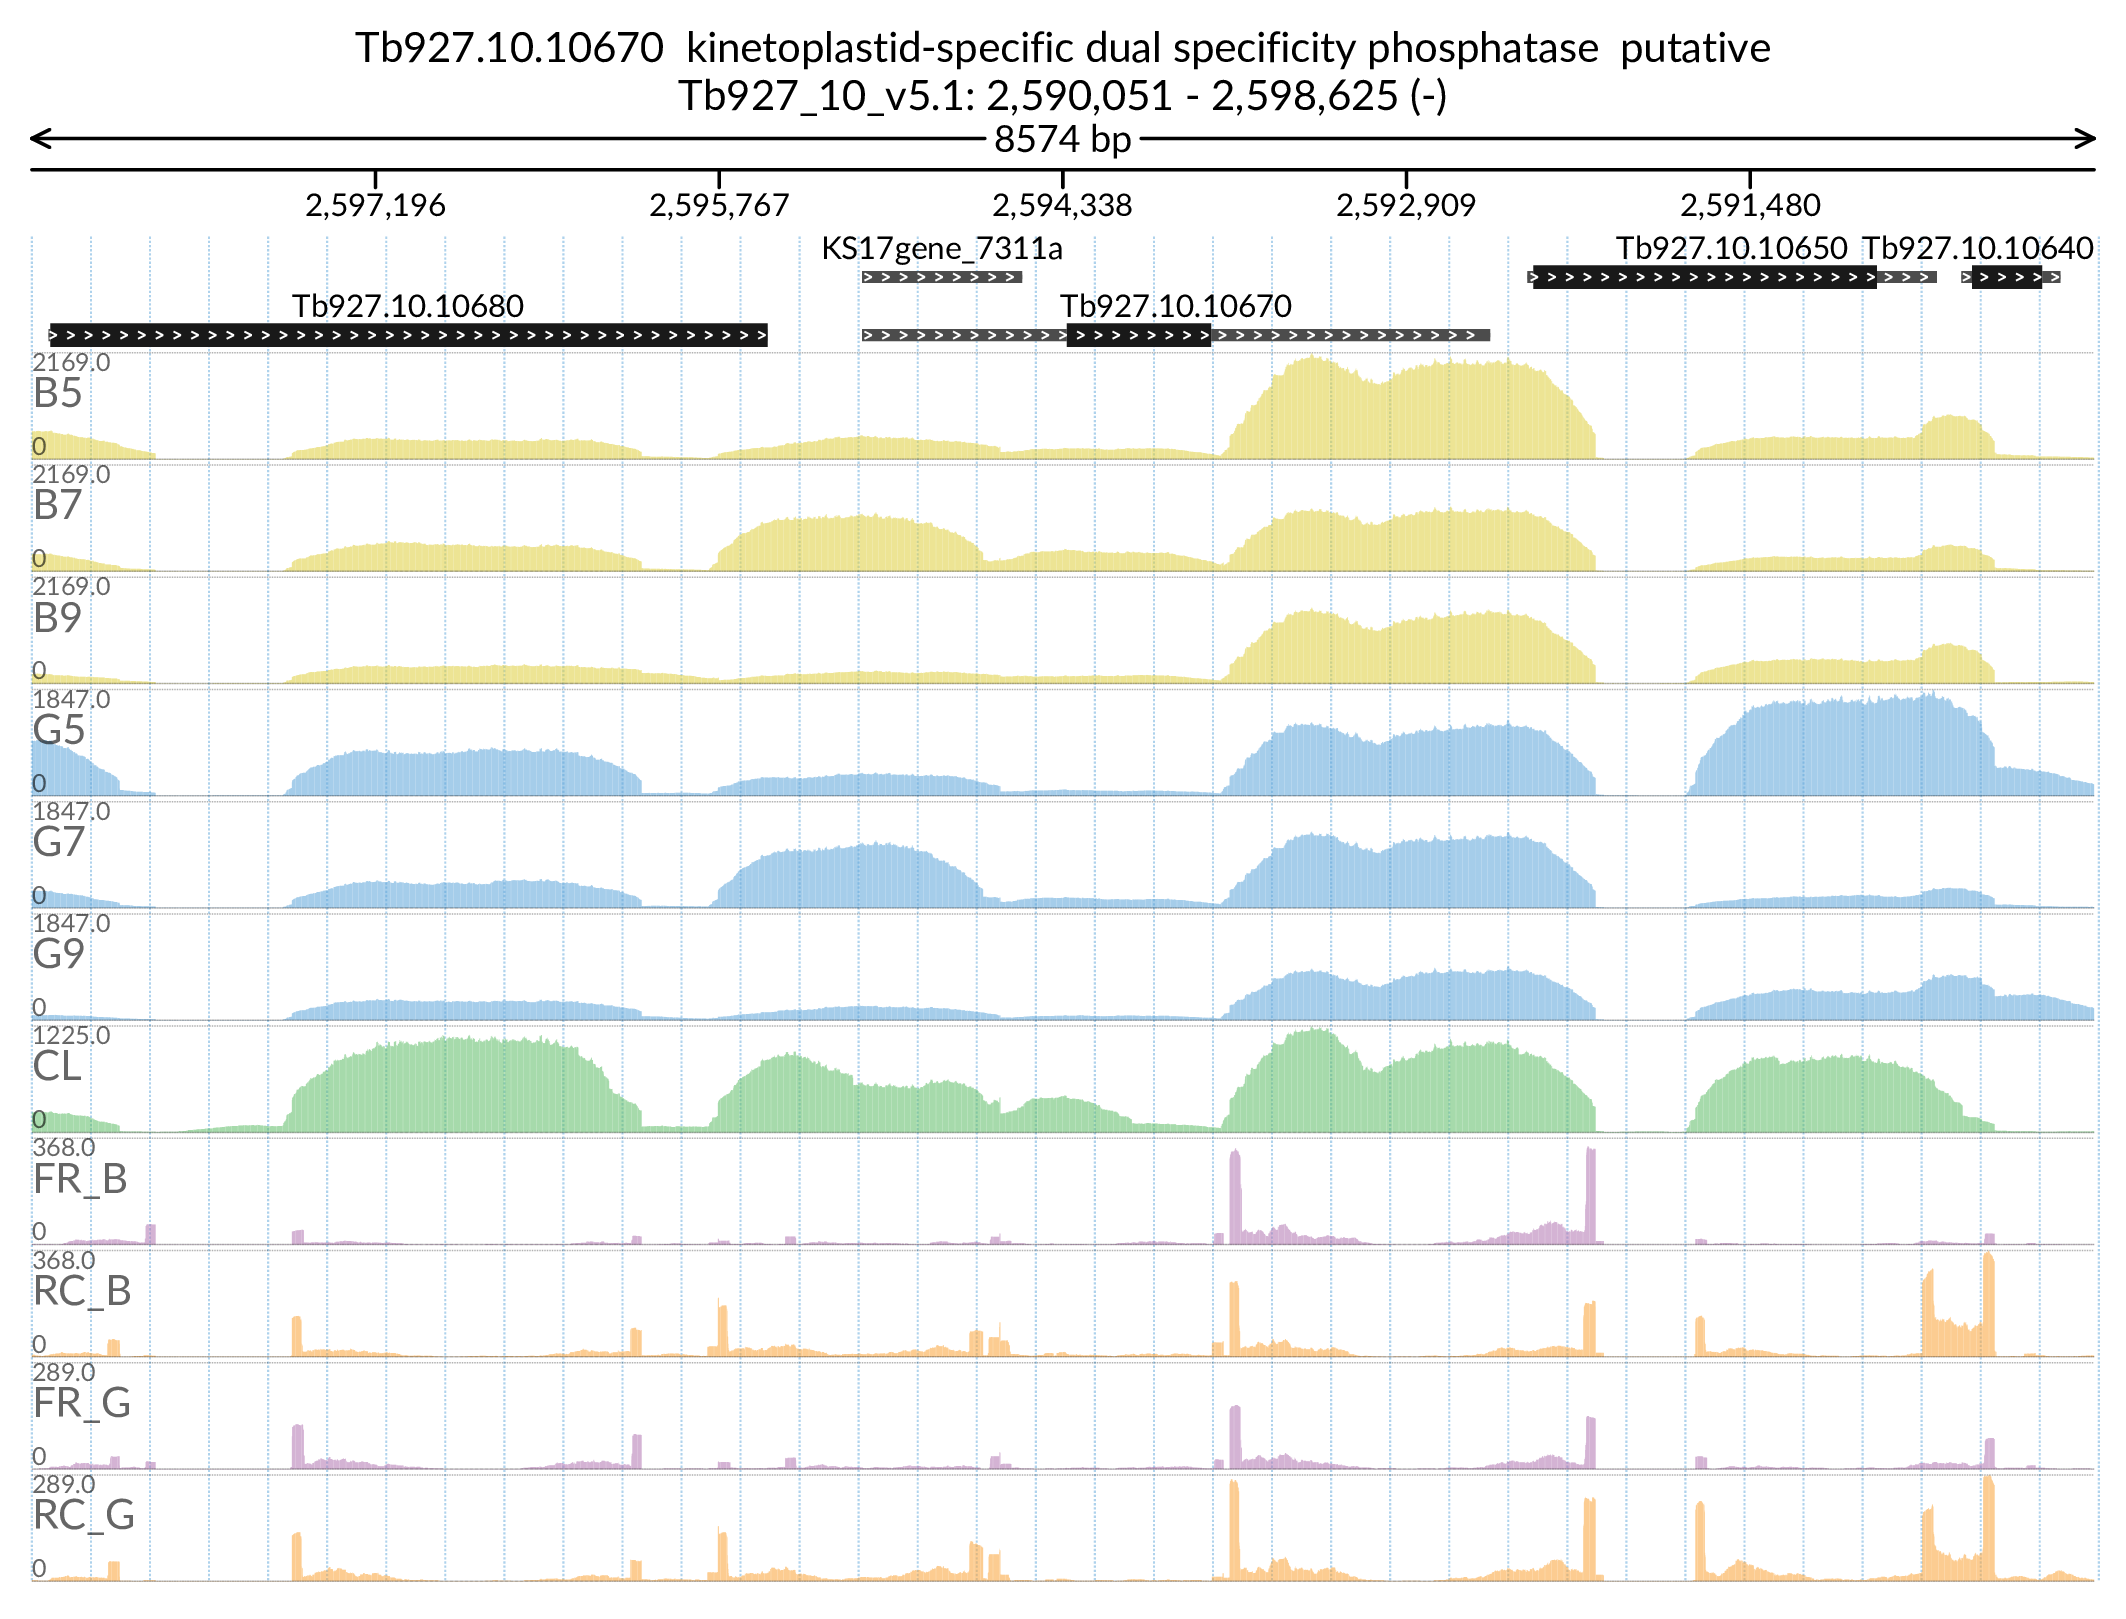 Tb927.10.10670  kinetoplastid-specific dual specificity phosphatase  putative
Tb927_10_v5.1: 2,590,051 - 2,598,625 (-)
8574 bp
2,597,196 2,595,767 2,594,338 2,592,909 2,591,480
KS17gene_7311a Tb927.10.10650 Tb927.10.10640
Tb927.10.10680 Tb927.10.10670
2169.0
B5
0
2169.0
B7
0
2169.0
B9
0
1847.0
G5
0
1847.0
G7
0
1847.0
G9
0
1225.0
CL
0
368.0
FR_B
0
368.0
RC_B
0
289.0
FR_G
0
289.0
RC_G
0